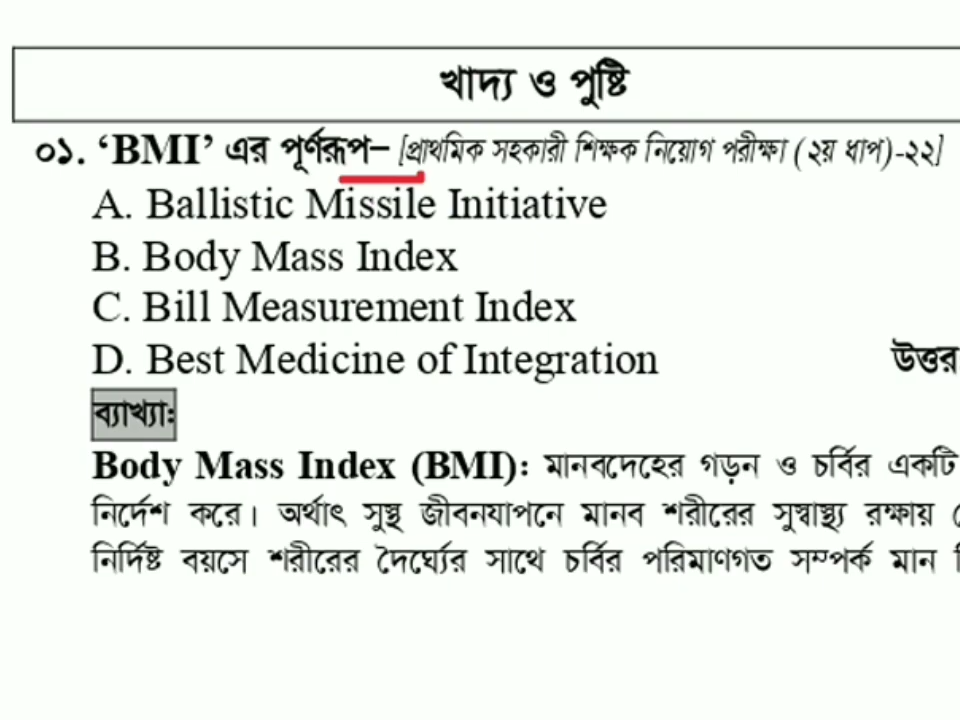 খাদ্য ও পুষ্টি
০১. ‘BMI’ এর পূর্ণরূপ– [প্রাথমিক সহকারী শিক্ষক নিয়োগ পরীক্ষা (২য় ধাপ)-২২]
A. Ballistic Missile Initiative
B. Body Mass Index
C. Bill Measurement Index
D. Best Medicine of Integration উত্তর
ব্যাখ্যা:
Body Mass Index (BMI): মানবদেহের গড়ন ও চর্বির একটি
নির্দেশ করে। অর্থাৎ সুস্থ জীবনযাপনে মানব শরীরের সুস্বাস্থ্য রক্ষায়
নির্দিষ্ট বয়সে শরীরের দৈর্ঘ্যের সাথে চর্বির পরিমাণগত সম্পর্ক মান